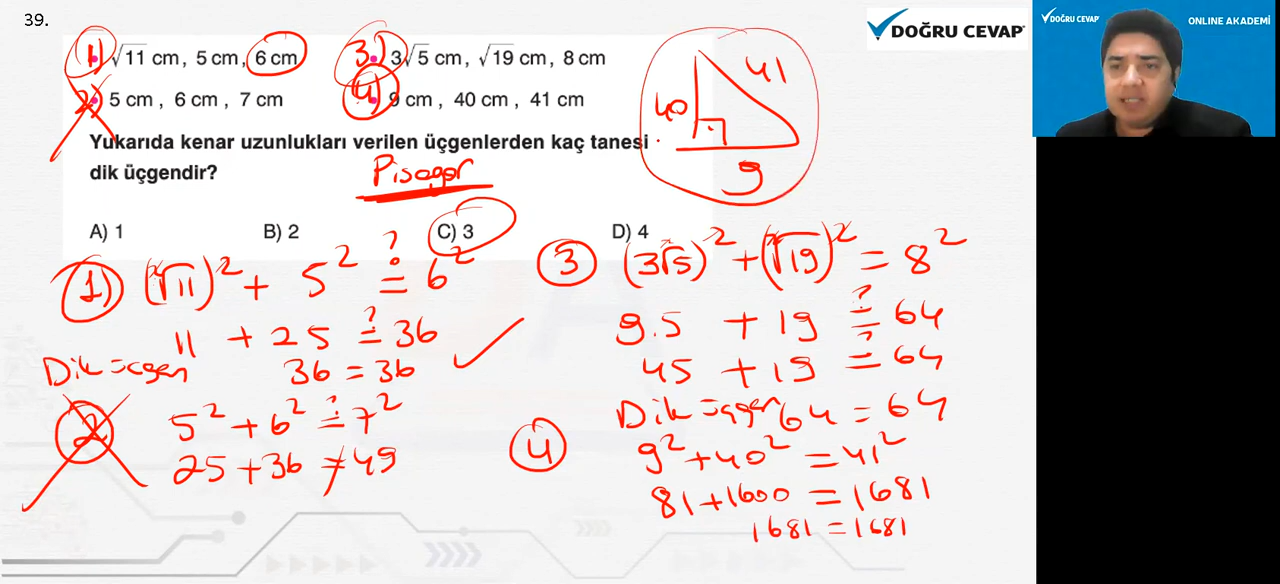 39.
DOĞRU CEVAP
DOĞRU CEVAP ONLINE AKADEMİ
1) √11 cm , 5 cm , 6 cm
3.) 3√5 cm , √19 cm , 8 cm
2) 5 cm , 6 cm , 7 cm
4) 9 cm , 40 cm , 41 cm
40 41 9
Yukarıda kenar uzunlukları verilen üçgenlerden kaç tanesi
dik üçgendir?
Pisagor
A) 1 B) 2 C) 3 D) 4
1) (√11)² + 5² ≟ 6²
11 + 25 ≟ 36
36 = 36
Dik üçgen
2 5² + 6² ≟ 7²
25 + 36 ≠ 49
3 (3√5)² + (√19)² = 8²
9.5 + 19 ≟ 64
45 + 19 ≟ 64
Dik üçgen 64 = 64
4 9² + 40² = 41²
81 + 1600 = 1681
1681 = 1681